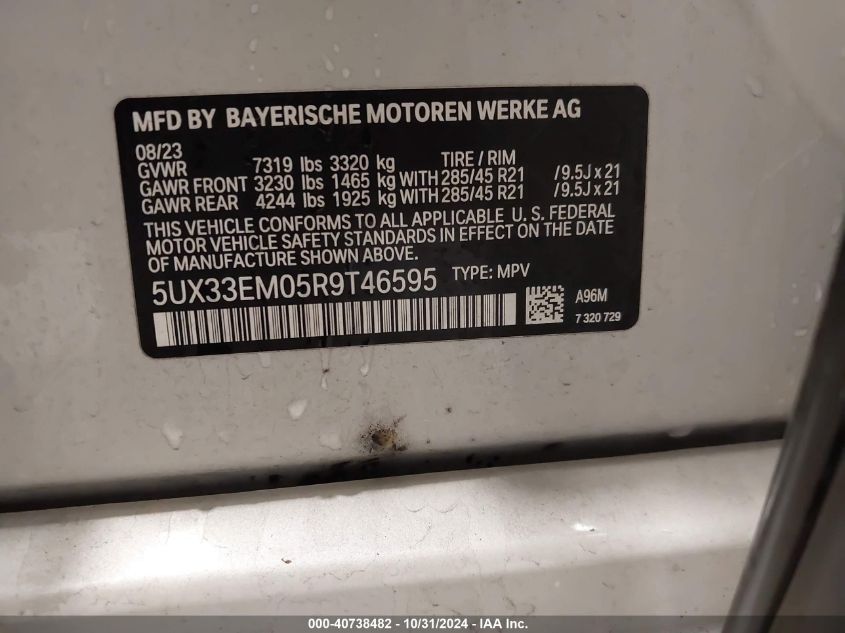 MFD BY BAYERISCHE MOTOREN WERKE AG
08/23
GVWR 7319 lbs 3320 kg TIRE / RIM
GAWR FRONT 3230 lbs 1465 kg WITH 285/45 R21 / 9.5J x 21
GAWR REAR 4244 lbs 1925 kg WITH 285/45 R21 / 9.5J x 21
THIS VEHICLE CONFORMS TO ALL APPLICABLE U. S. FEDERAL
MOTOR VEHICLE SAFETY STANDARDS IN EFFECT ON THE DATE
OF MANUFACTURE SHOWN ABOVE.
5UX33EM05R9T46595 TYPE: MPV
A96M
7 320 729
000-40738482 - 10/31/2024 - IAA Inc.